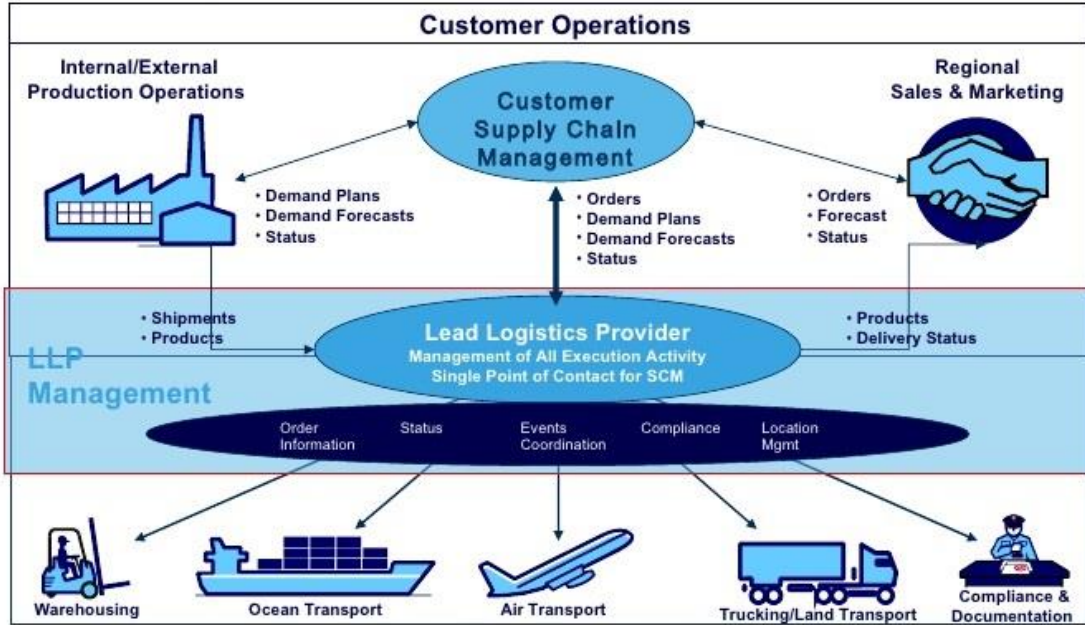 Customer Operations
Internal/External
Production Operations
Customer
Supply Chain
Management
Regional
Sales & Marketing
• Demand Plans
• Demand Forecasts
• Status
• Orders
• Demand Plans
• Demand Forecasts
• Status
• Orders
• Forecast
• Status
• Shipments
• Products
Lead Logistics Provider
Management of All Execution Activity
Single Point of Contact for SCM
• Products
• Delivery Status
LLP
Management
Order
Information
Status
Events
Coordination
Compliance
Location
Mgmt
Warehousing
Ocean Transport
Air Transport
Trucking/Land Transport
Compliance &
Documentation